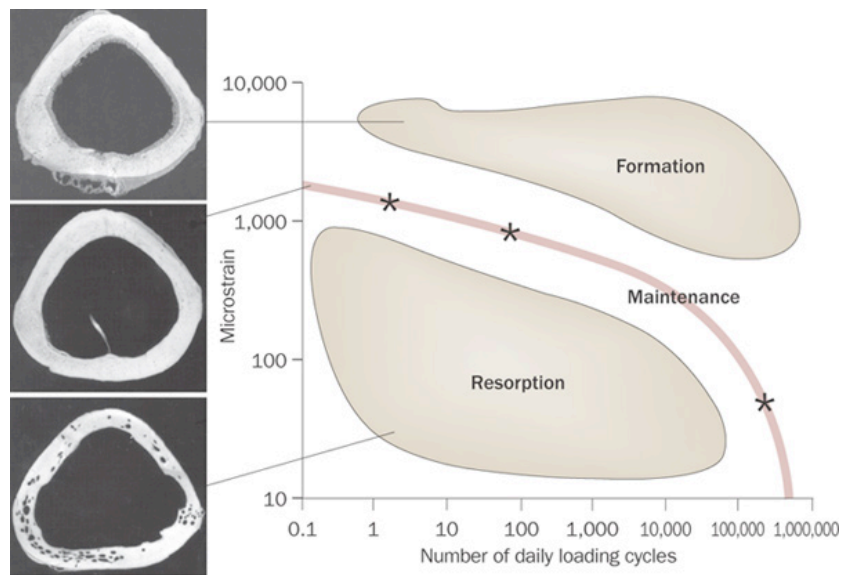 10,000
Formation
1,000
Microstrain
Maintenance
100
Resorption
10
0.1 1 10 100 1,000 10,000 100,000 1,000,000
Number of daily loading cycles